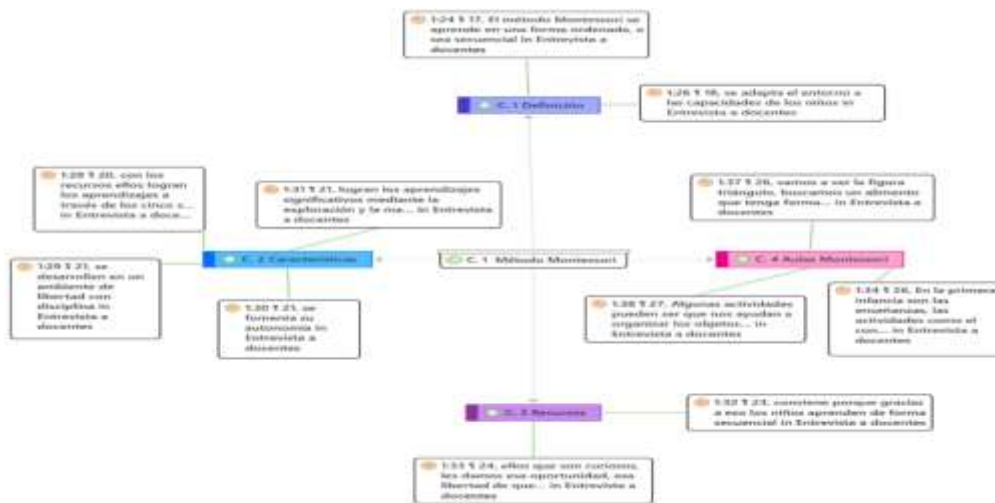 1:24 ¶ 17, El método Montessori se
aprende en una forma ordenado, o
sea secuencial in Entrevista a
docentes
C. 1 Definición
1:26 ¶ 18, se adapta el entorno a
las capacidades de los niños in
Entrevista a docentes
1:28 ¶ 20, con los
recursos ellos logran
los aprendizajes a
través de los cinco s...
in Entrevista a doce...
1:31 ¶ 21, logran los aprendizajes
significativos mediante la
exploración y la ma... in Entrevista
a docentes
1:37 ¶ 26, vamos a ver la figura
triángulo, buscamos un alimento
que tenga forma... in Entrevista a
docentes
C. 2 Características
C. 1 Método Montessori
C. 4 Aulas Montessori
1:29 ¶ 21, se
desarrollen en un
ambiente de
libertad con
disciplina in
Entrevista a
docentes
1:30 ¶ 21, se
fomenta su
autonomía in
Entrevista a
docentes
1:38 ¶ 27, Algunas actividades
pueden ser que nos ayudan a
organizar los objetos... in
Entrevista a docentes
1:34 ¶ 26, En la primera
infancia son las
enseñanzas, las
actividades como el
con... in Entrevista a
docentes
C. 3 Recursos
1:32 ¶ 23, conviene porque gracias
a eso los niños aprenden de forma
secuencial in Entrevista a docentes
1:33 ¶ 24, ellos que son curiosos,
les damos esa oportunidad, esa
libertad de que... in Entrevista a
docentes